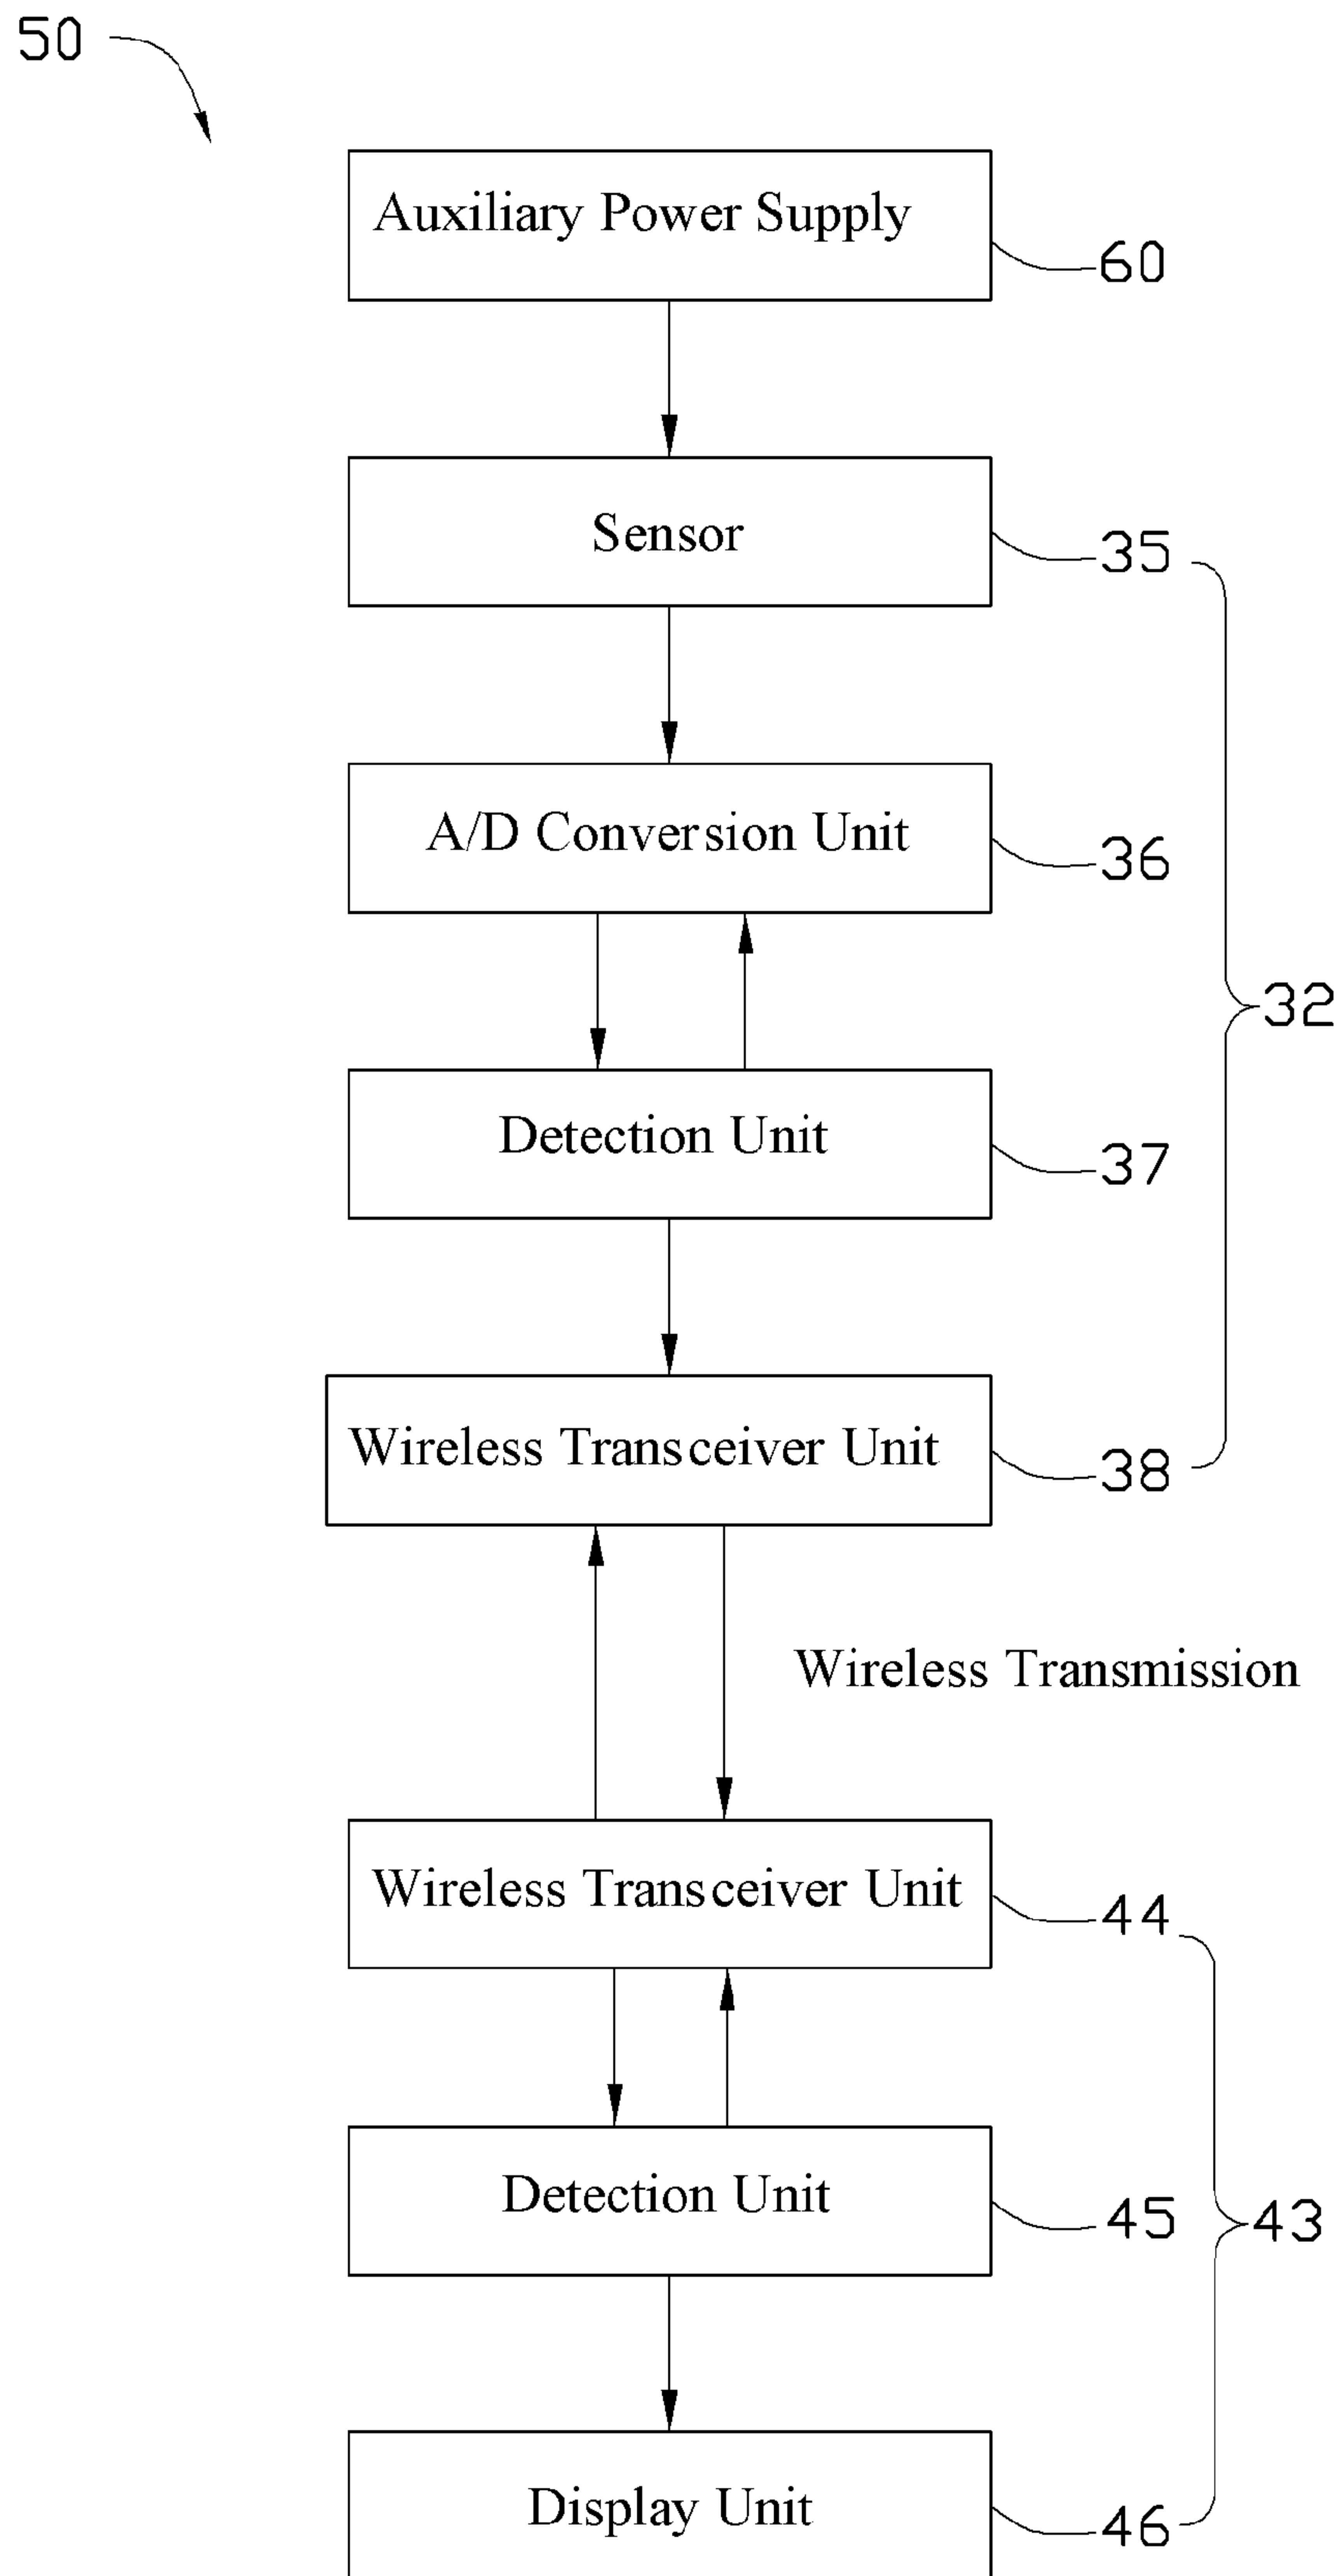 50
Auxiliary Power Supply
60
Sensor
35
A/D Conversion Unit
36
32
Detection Unit
37
Wireless Transceiver Unit
38
Wireless Transmission
Wireless Transceiver Unit
44
Detection Unit
45
43
Display Unit
46